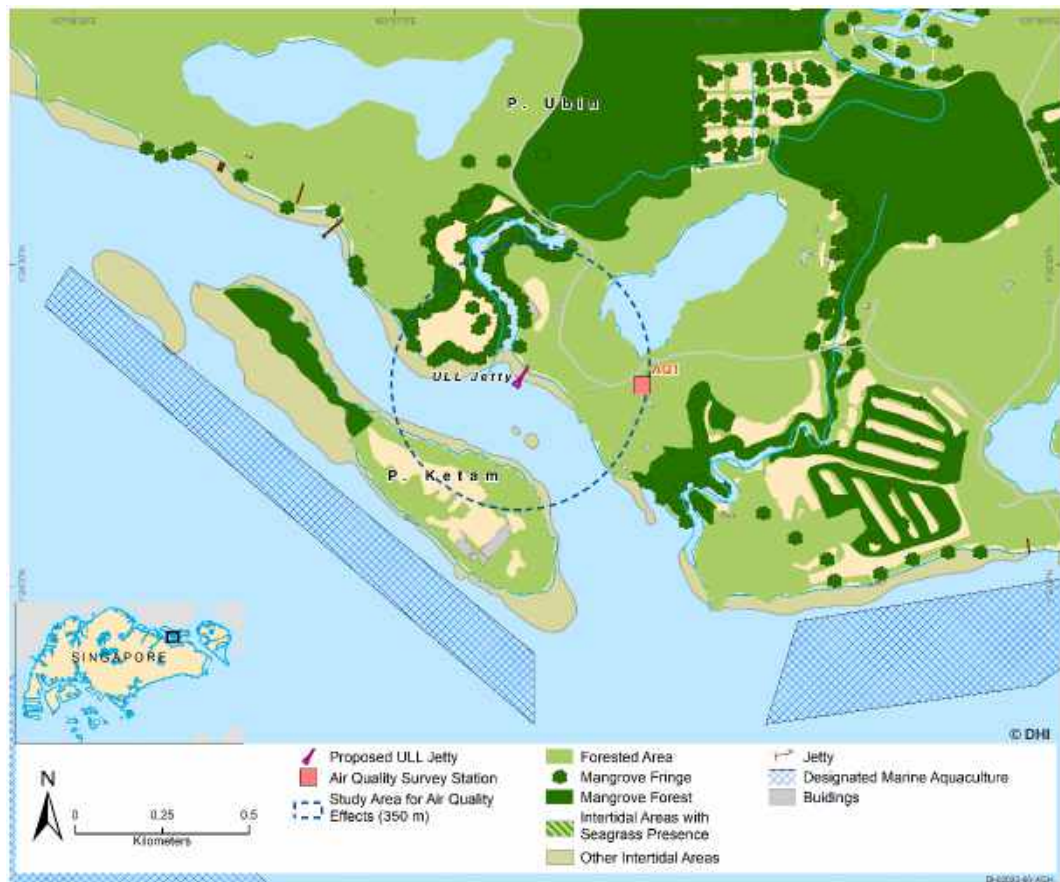 P. Ubin
ULL Jetty
AQ1
P. Ketam
SINGAPORE
© DHI
N
0 0.25 0.5
Kilometers
Proposed ULL Jetty
Air Quality Survey Station
Study Area for Air Quality
Effects (350 m)
Forested Area
Mangrove Fringe
Mangrove Forest
Intertidal Areas with
Seagrass Presence
Other Intertidal Areas
Jetty
Designated Marine Aquaculture
Buidings